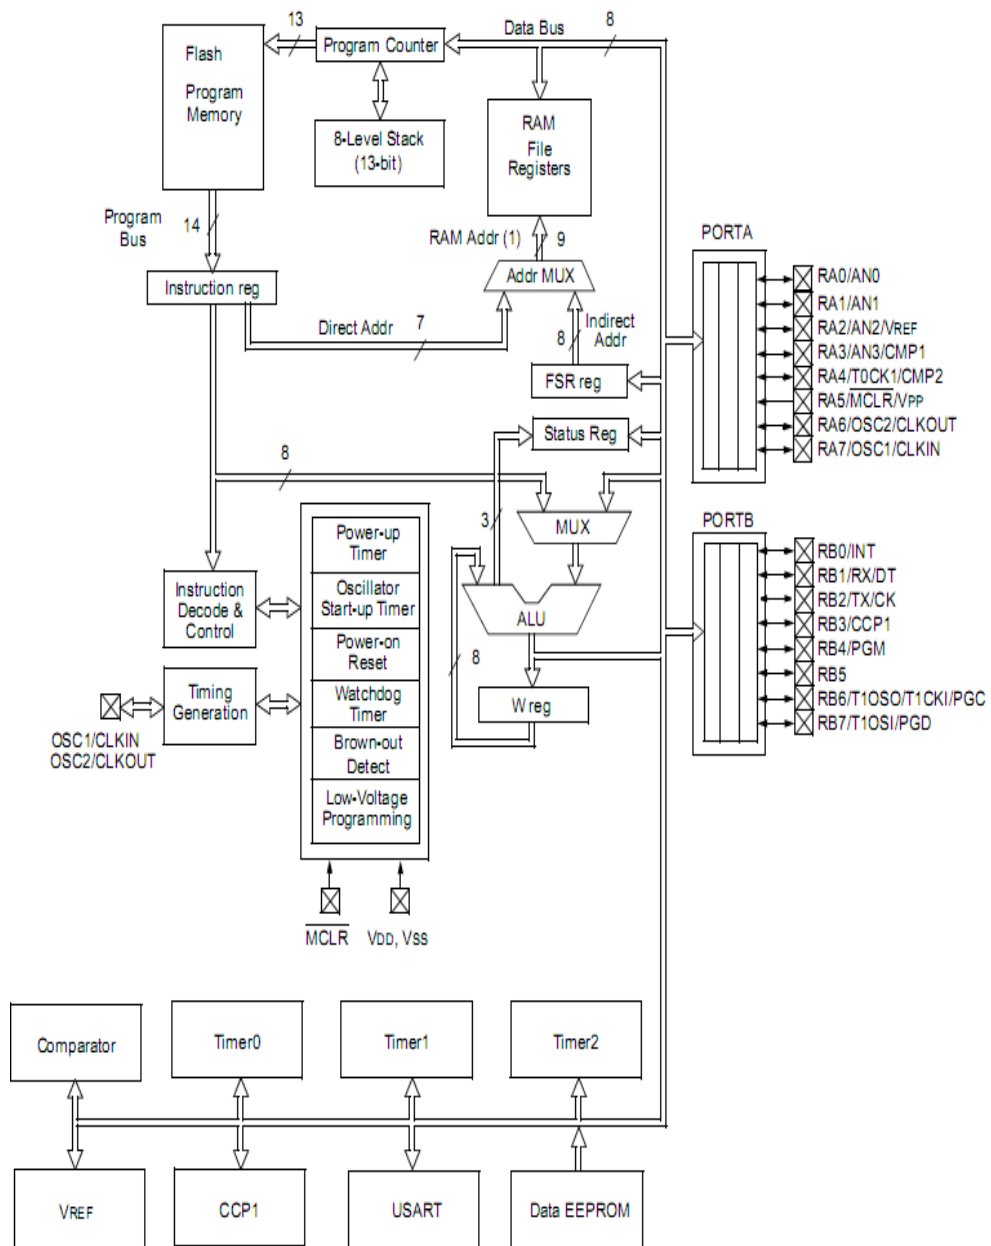 13
Data Bus
8
Flash
Program
Memory
Program Counter
8-Level Stack
(13-bit)
RAM
File
Registers
Program
Bus
14
RAM Addr (1)
9
PORTA
Instruction reg
Addr MUX
Direct Addr
7
8
Indirect
Addr
FSR reg
RA0/AN0
RA1/AN1
RA2/AN2/VREF
RA3/AN3/CMP1
RA4/T0CK1/CMP2
RA5/MCLR/VPP
RA6/OSC2/CLKOUT
RA7/OSC1/CLKIN
Status Reg
8
3
MUX
PORTB
Power-up
Timer
Oscillator
Start-up Timer
Power-on
Reset
Watchdog
Timer
Brown-out
Detect
Low-Voltage
Programming
Instruction
Decode &
Control
ALU
8
W reg
RB0/INT
RB1/RX/DT
RB2/TX/CK
RB3/CCP1
RB4/PGM
RB5
RB6/T1OSO/T1CKI/PGC
RB7/T1OSI/PGD
Timing
Generation
OSC1/CLKIN
OSC2/CLKOUT
MCLR
VDD, VSS
Comparator
Timer0
Timer1
Timer2
VREF
CCP1
USART
Data EEPROM